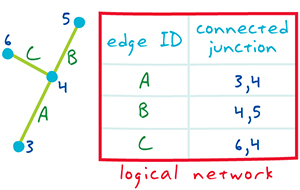 5
6
C
B
4
A
3
edge ID
connected
junction
A
3,4
B
4,5
C
6,4
logical network